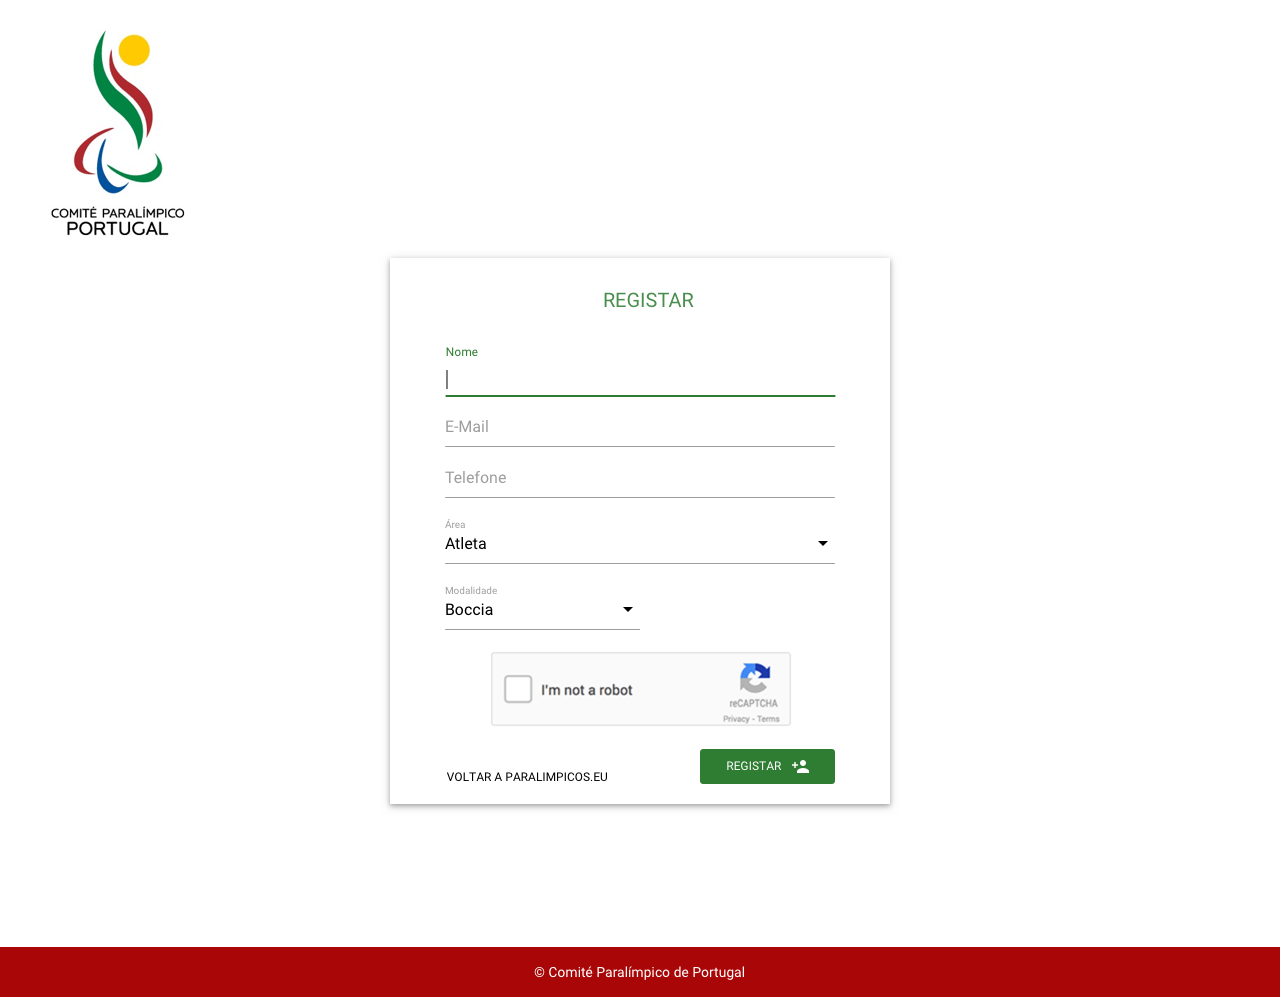 COMITÉ PARALÍMPICO
PORTUGAL
REGISTAR
Nome
E-Mail
Telefone
Área
Atleta
Modalidade
Boccia
I'm not a robot
reCAPTCHA
Privacy - Terms
VOLTAR A PARALIMPICOS.EU
REGISTAR
© Comité Paralímpico de Portugal